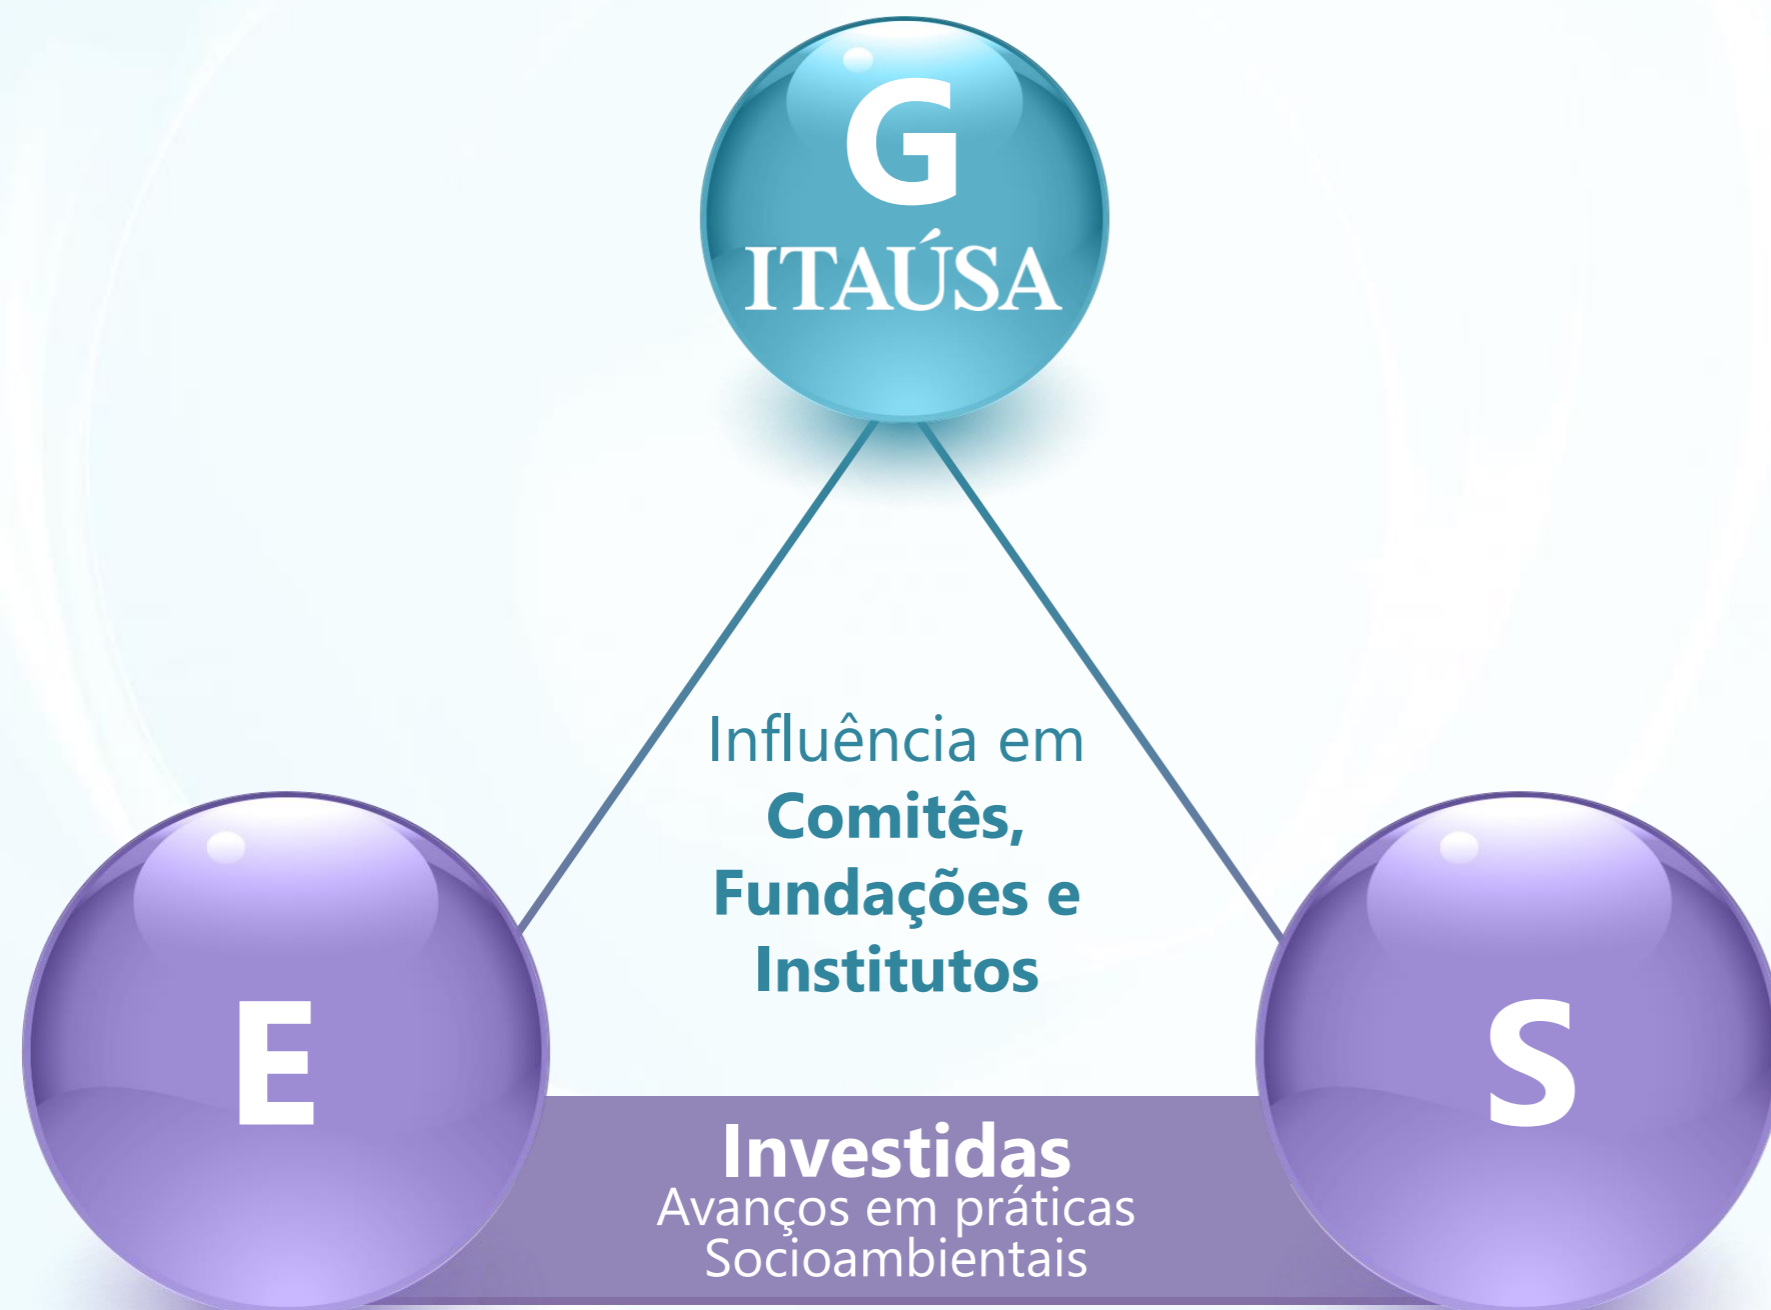 G
ITAÚSA
Influência em
Comitês,
Fundações e
Institutos
E
S
Investidas
Avanços em práticas
Socioambientais